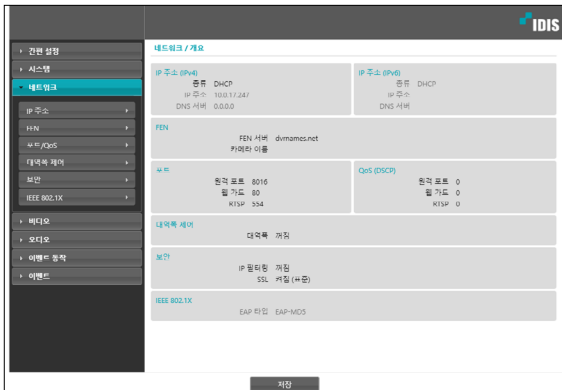 IDIS
간편 설정
시스템
네트워크
IP 주소
FEN
포트/QoS
대역폭 제어
보안
IEEE 802.1X
비디오
오디오
이벤트 동작
이벤트
네트워크 / 개요
IP 주소 (IPv4)
종류 DHCP
IP 주소 10.0.17.247
DNS 서버 0.0.0.0
IP 주소 (IPv6)
종류 DHCP
IP 주소
DNS 서버
FEN
FEN 서버 dvrnames.net
카메라 이름
포트
원격 포트 8016
웹 가드 80
RTSP 554
QoS (DSCP)
원격 포트 0
웹 가드 0
RTSP 0
대역폭 제어
대역폭 꺼짐
보안
IP 필터링 꺼짐
SSL 켜짐 (표준)
IEEE 802.1X
EAP 타입 EAP-MD5
저장